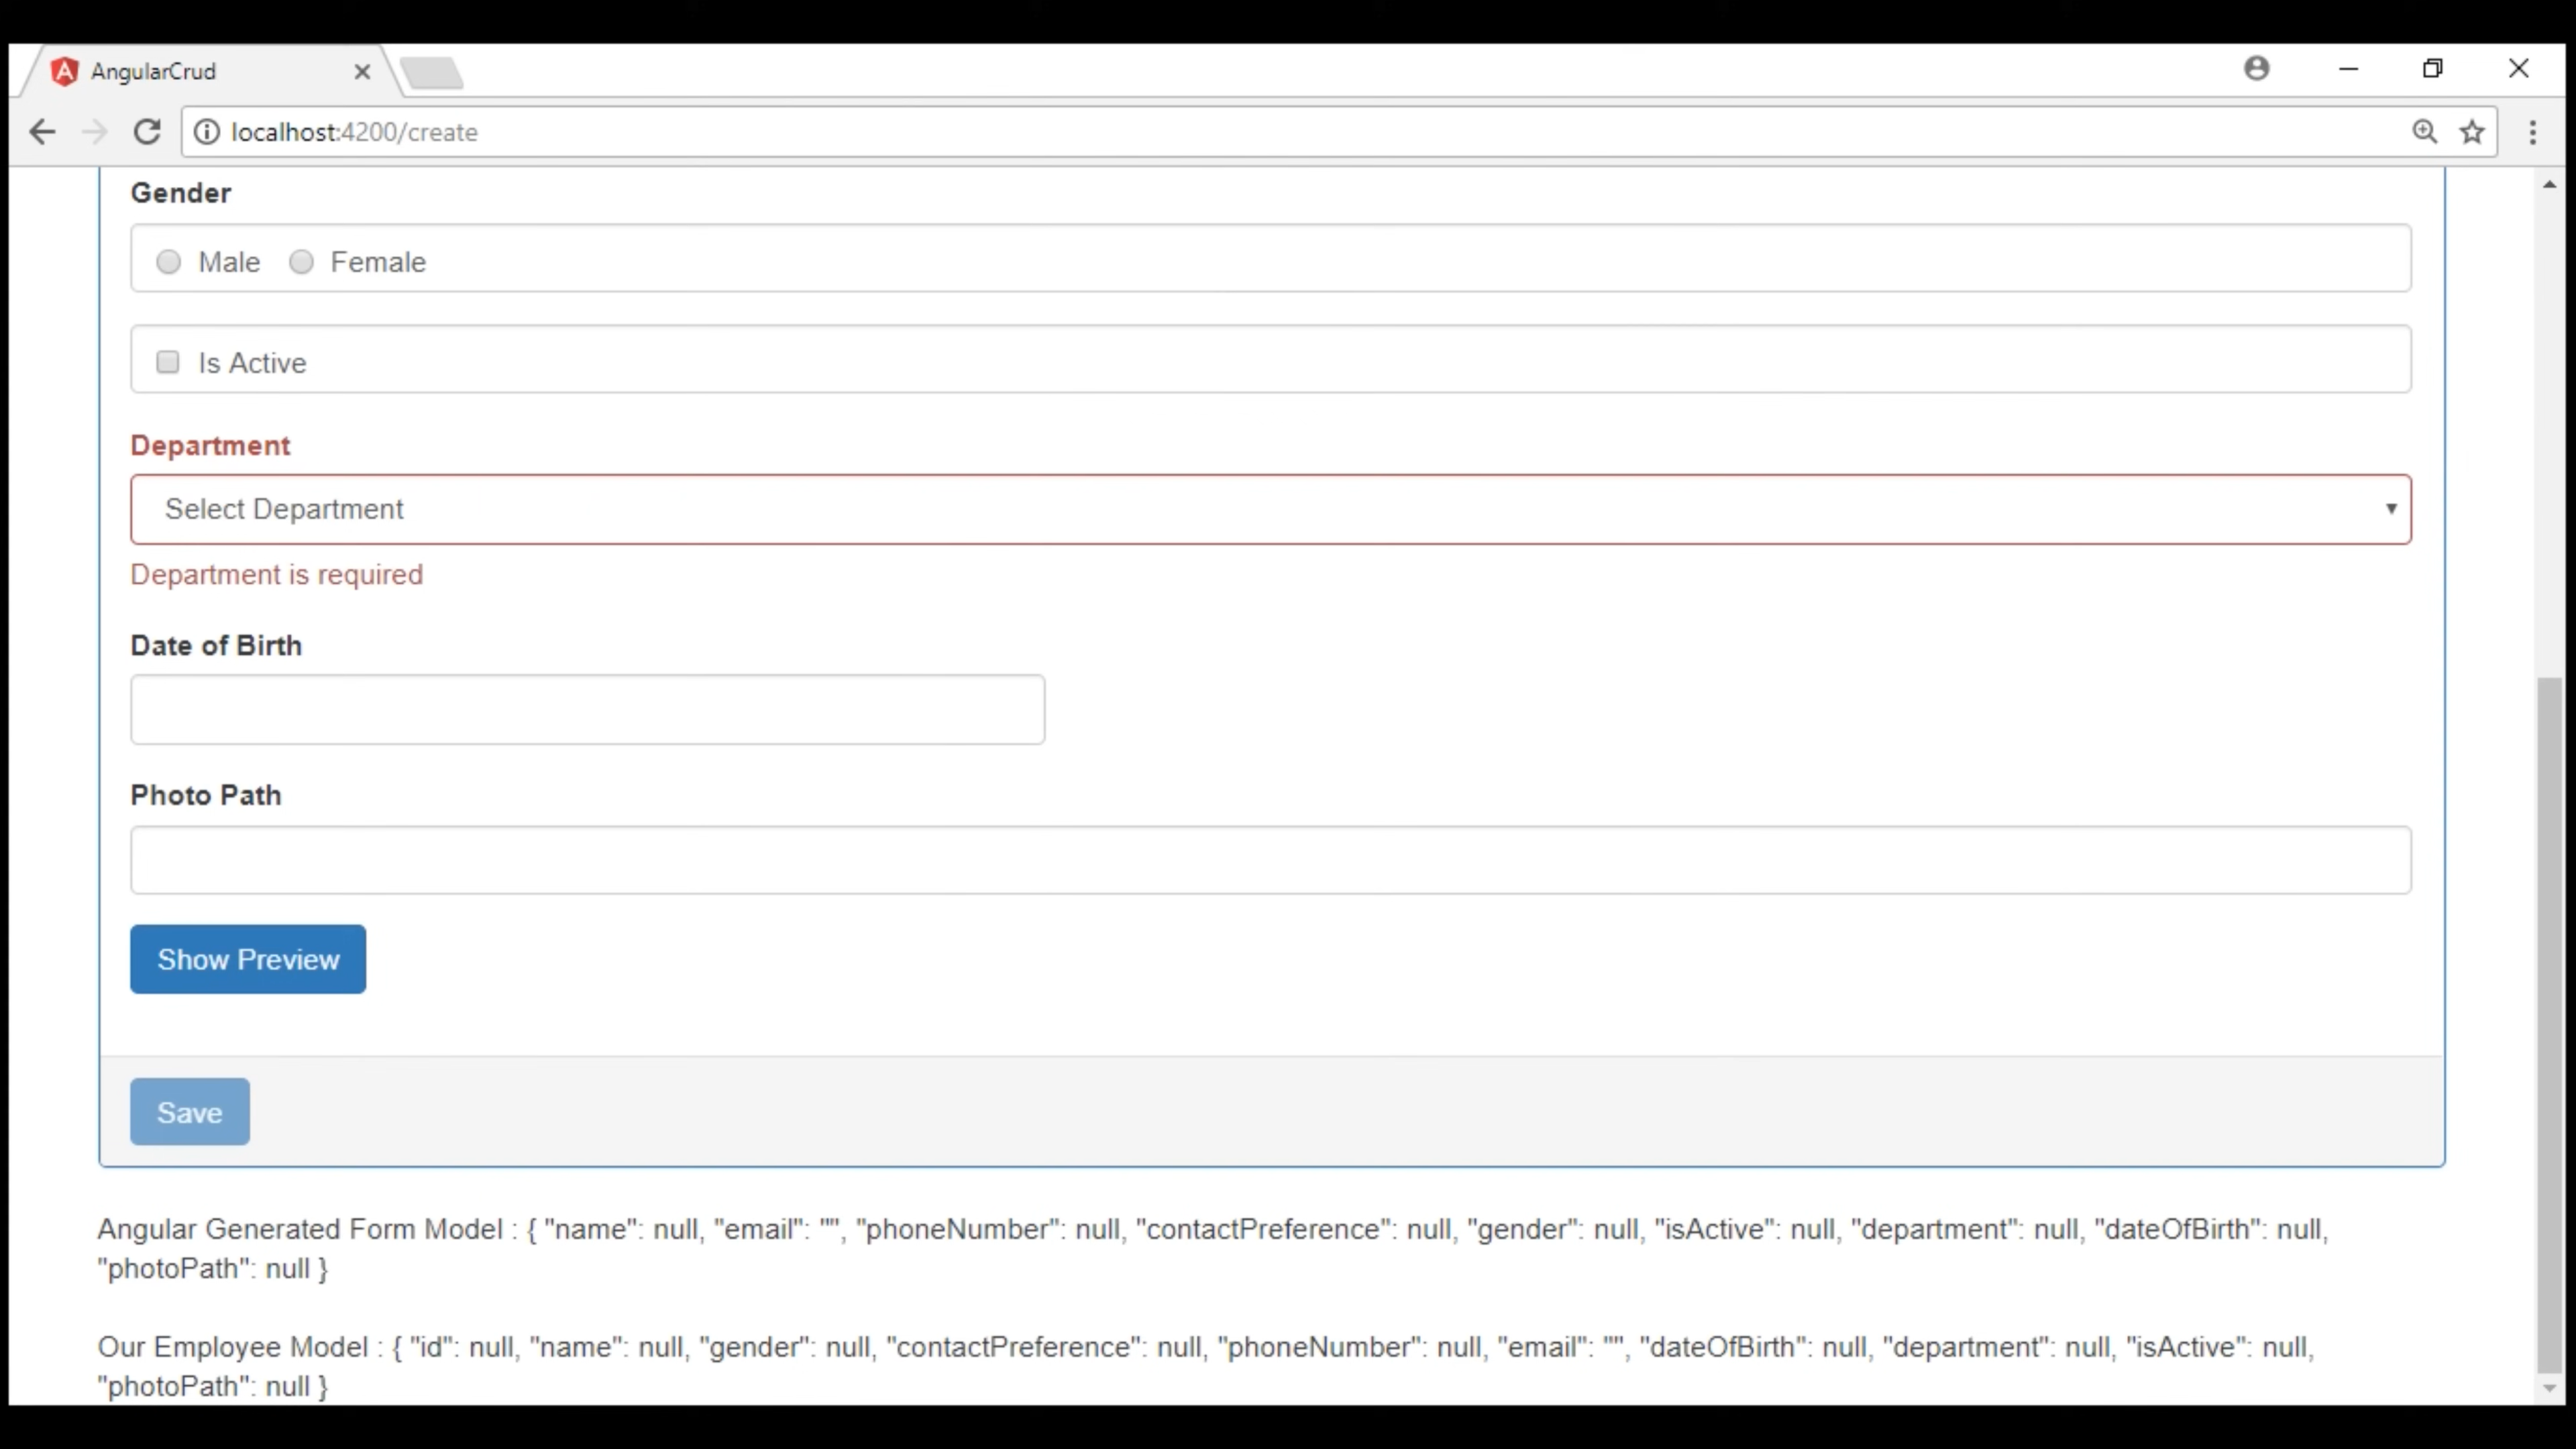 AngularCrud
localhost:4200/create
Gender
Male Female
Is Active
Department
Select Department
Department is required
Date of Birth
Photo Path
Show Preview
Save
Angular Generated Form Model : { "name": null, "email": "", "phoneNumber": null, "contactPreference": null, "gender": null, "isActive": null, "department": null, "dateOfBirth": null,
"photoPath": null }
Our Employee Model : { "id": null, "name": null, "gender": null, "contactPreference": null, "phoneNumber": null, "email": "", "dateOfBirth": null, "department": null, "isActive": null,
"photoPath": null }